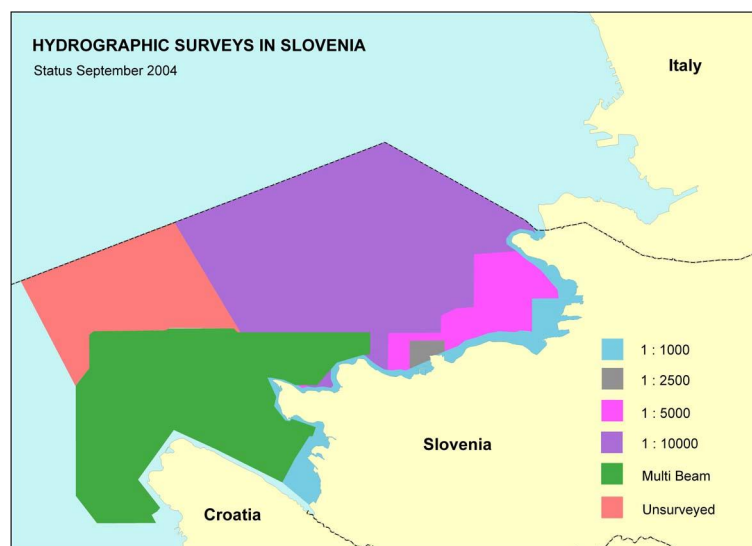 HYDROGRAPHIC SURVEYS IN SLOVENIA
Status September 2004
Italy
1 : 1000
1 : 2500
1 : 5000
1 : 10000
Multi Beam
Unsurveyed
Slovenia
Croatia